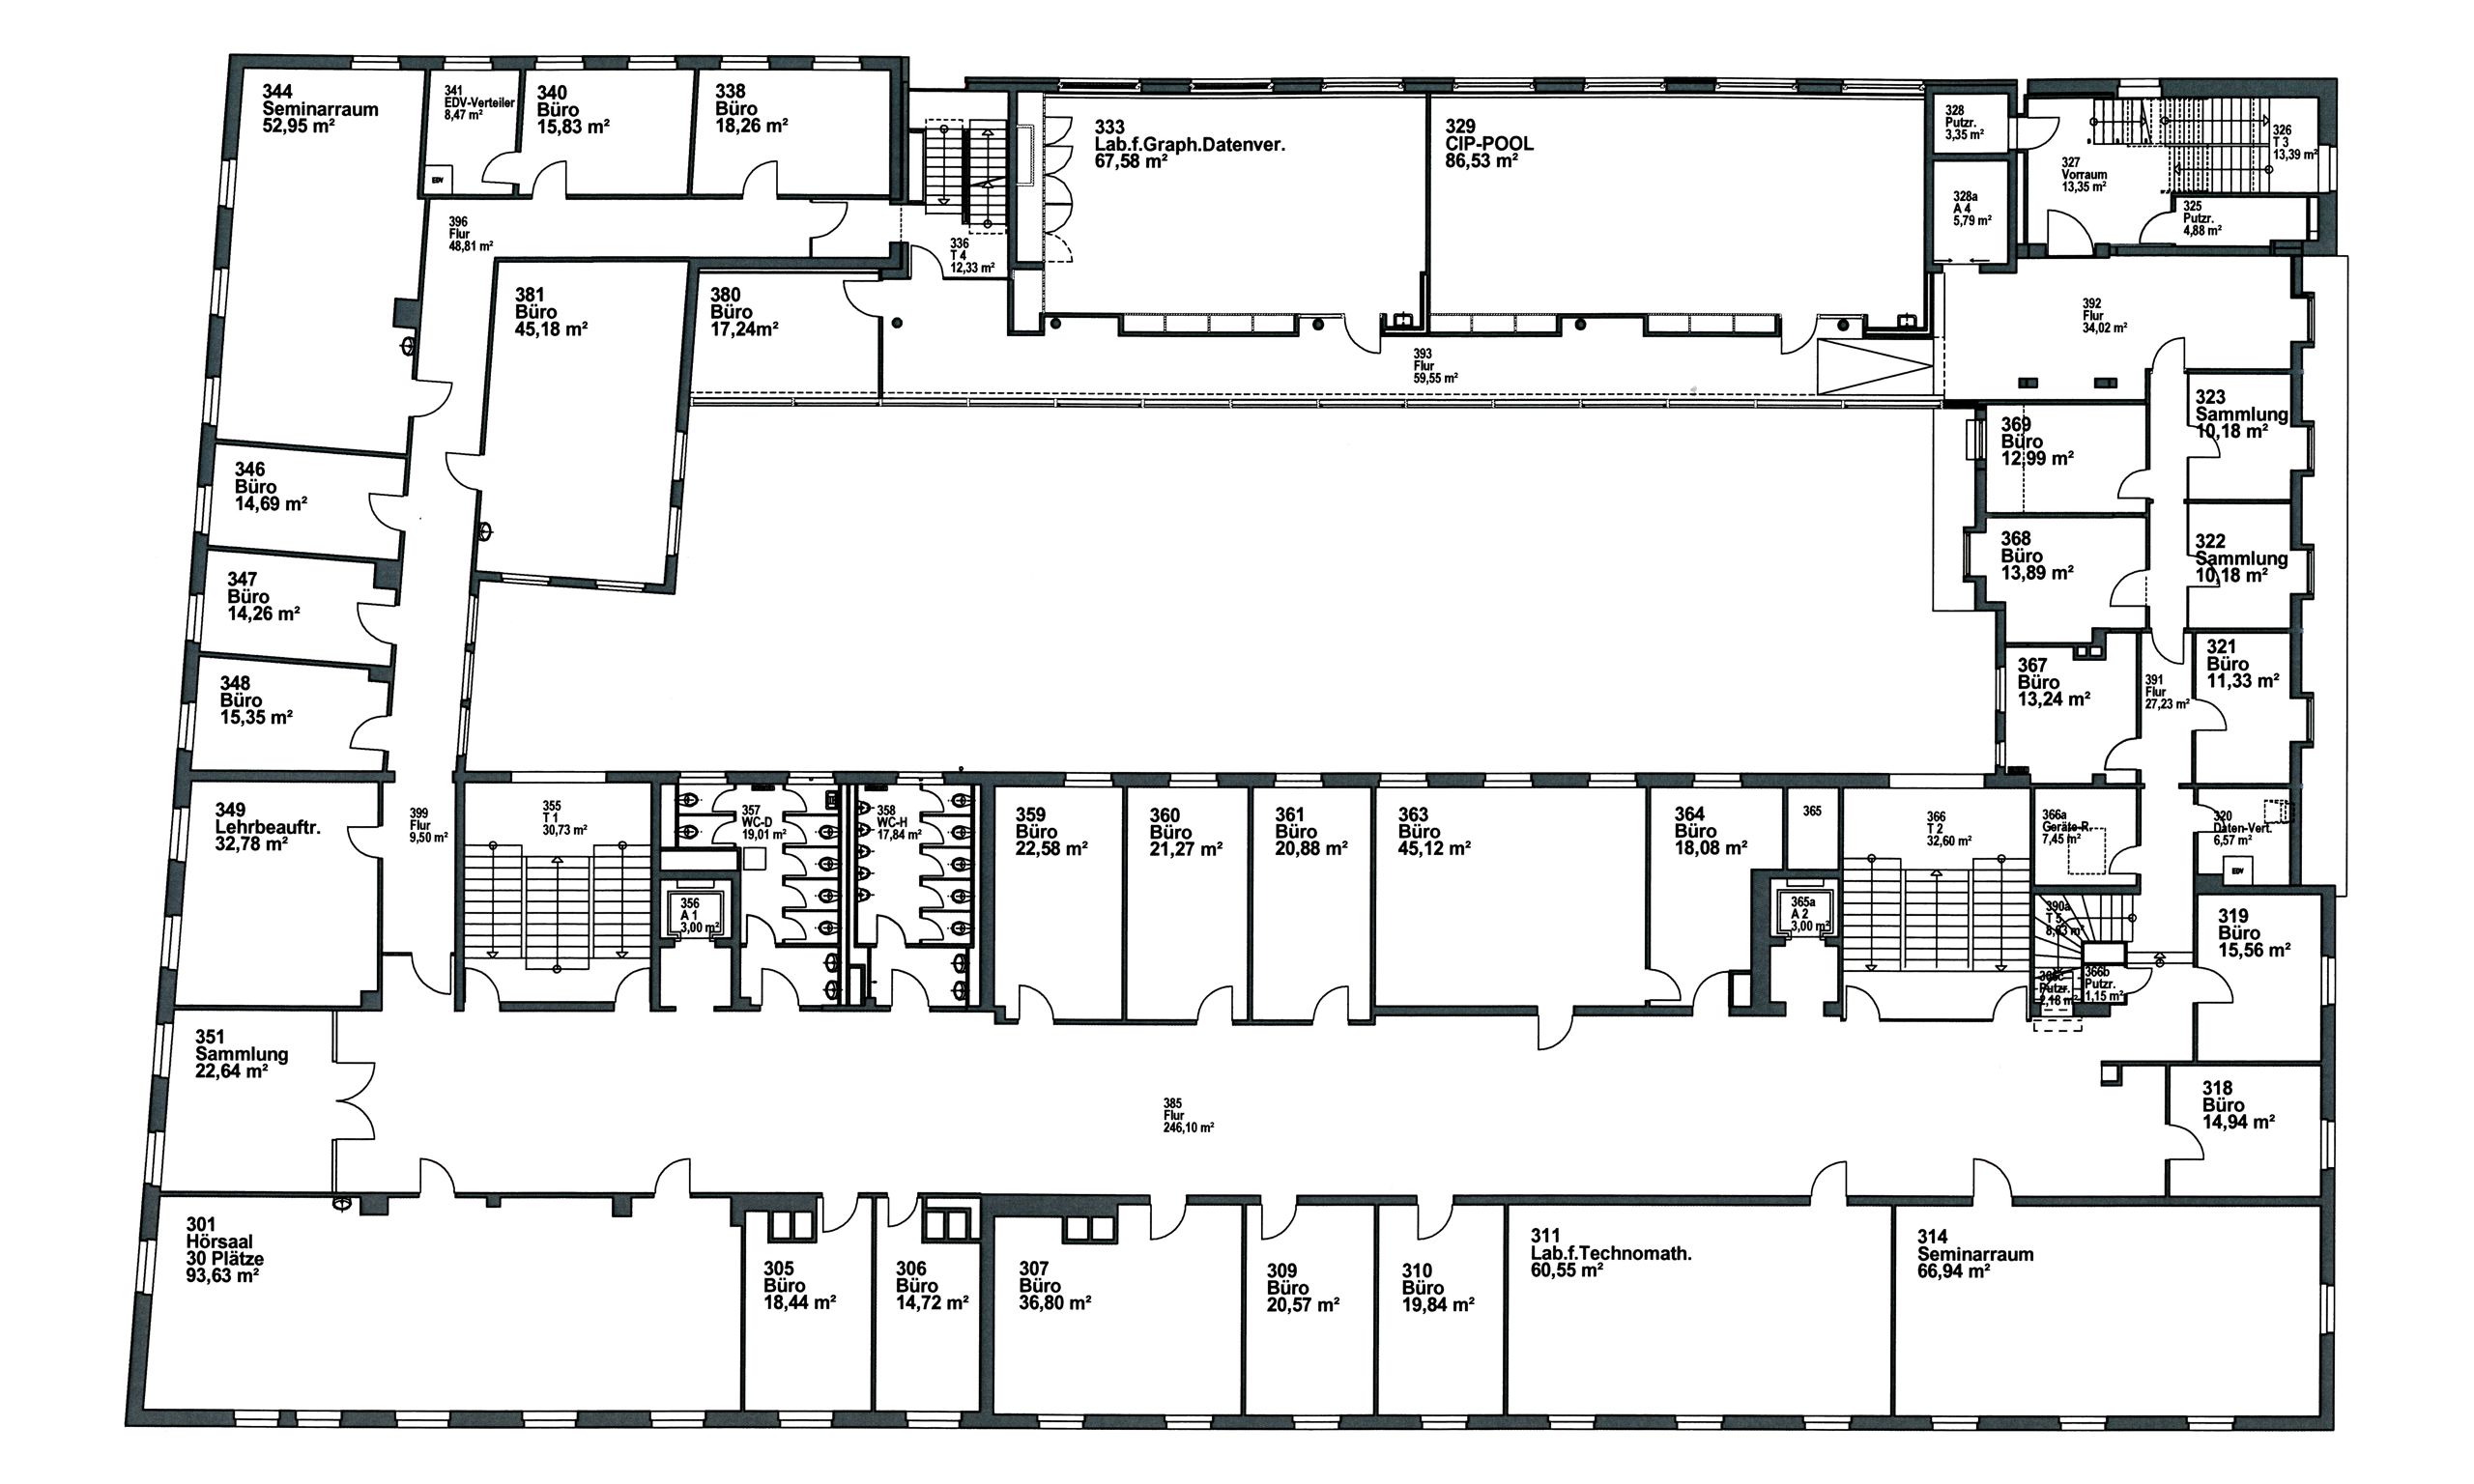 344
Seminarraum
52,95 m²
341
EDV-Verteiler
8,47 m²
EDV
340
Büro
15,83 m²
338
Büro
18,26 m²
333
Lab.f.Graph.Datenver.
67,58 m²
329
CIP-POOL
86,53 m²
328
Putzr.
3,35 m²
326
T 3
13,39 m²
327
Vorraum
13,35 m²
328a
A 4
5,79 m²
325
Putzr.
4,88 m²
396
Flur
48,81 m²
336
T 4
12,33 m²
381
Büro
45,18 m²
380
Büro
17,24m²
392
Flur
34,02 m²
393
Flur
59,55 m²
323
Sammlung
10,18 m²
369
Büro
12,99 m²
346
Büro
14,69 m²
368
Büro
13,89 m²
322
Sammlung
10,18 m²
347
Büro
14,26 m²
348
Büro
15,35 m²
367
Büro
13,24 m²
391
Flur
27,23 m²
321
Büro
11,33 m²
349
Lehrbeauftr.
32,78 m²
399
Flur
9,50 m²
355
T 1
30,73 m²
357
WC-D
19,01 m²
358
WC-H
17,84 m²
359
Büro
22,58 m²
360
Büro
21,27 m²
361
Büro
20,88 m²
363
Büro
45,12 m²
364
Büro
18,08 m²
365
366
T 2
32,60 m²
366a
Geräte-R.
7,45 m²
320
Daten-Vert.
6,57 m²
EDV
356
A 1
3,00 m²
365a
A 2
3,00 m²
390a
T 5
8,63 m²
319
Büro
15,56 m²
Putzr.
2,18 m²
366b
Putzr.
1,15 m²
351
Sammlung
22,64 m²
385
Flur
246,10 m²
318
Büro
14,94 m²
301
Hörsaal
30 Plätze
93,63 m²
305
Büro
18,44 m²
306
Büro
14,72 m²
307
Büro
36,80 m²
309
Büro
20,57 m²
310
Büro
19,84 m²
311
Lab.f.Technomath.
60,55 m²
314
Seminarraum
66,94 m²